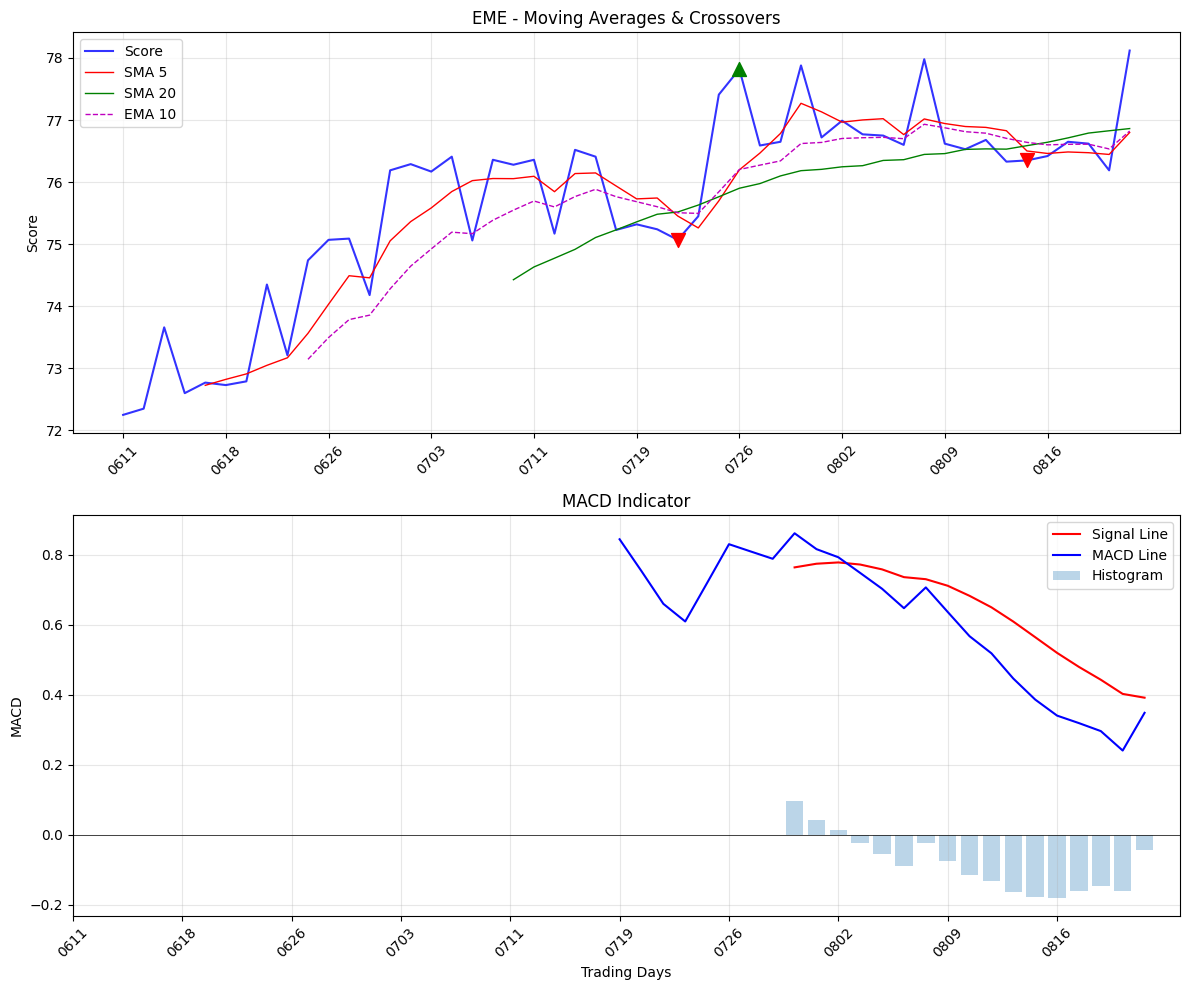 EME - Moving Averages & Crossovers
Score
SMA 5
SMA 20
EMA 10
Score
78
77
76
75
74
73
72
0611
0618
0626
0703
0711
0719
0726
0802
0809
0816
MACD Indicator
Signal Line
MACD Line
Histogram
MACD
0.8
0.6
0.4
0.2
0.0
−0.2
0611
0618
0626
0703
0711
0719
0726
0802
0809
0816
Trading Days